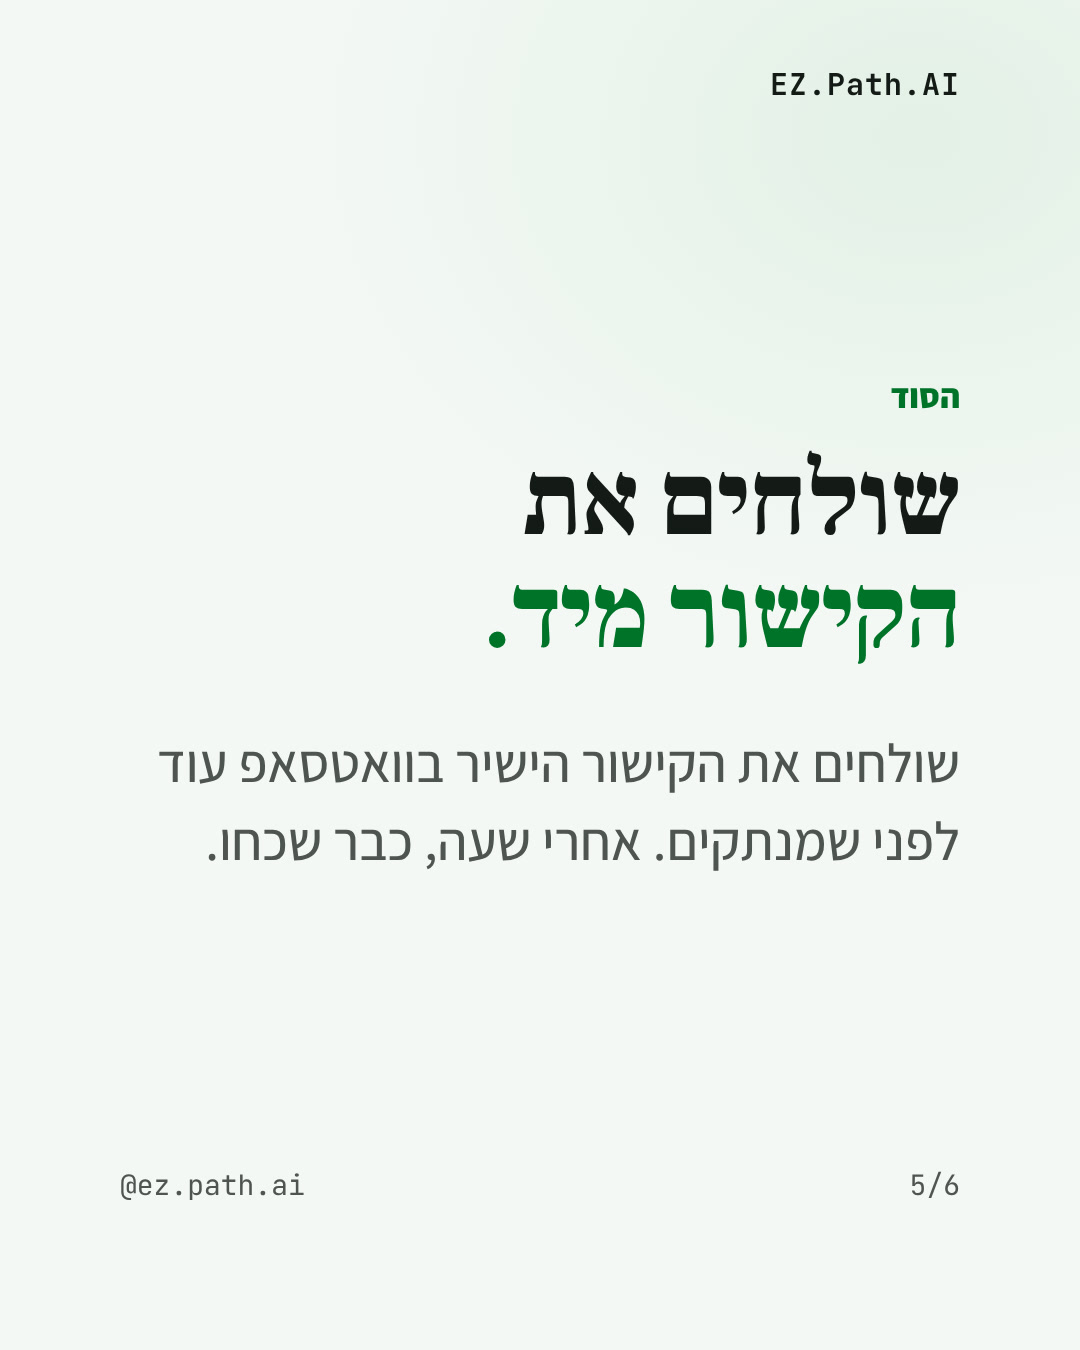 EZ.Path.AI
הסוד
שולחים את
הקישור מיד.
שולחים את הקישור הישיר בוואטסאפ עוד
לפני שמנתקים. אחרי שעה, כבר שכחו.
@ez.path.ai
5/6